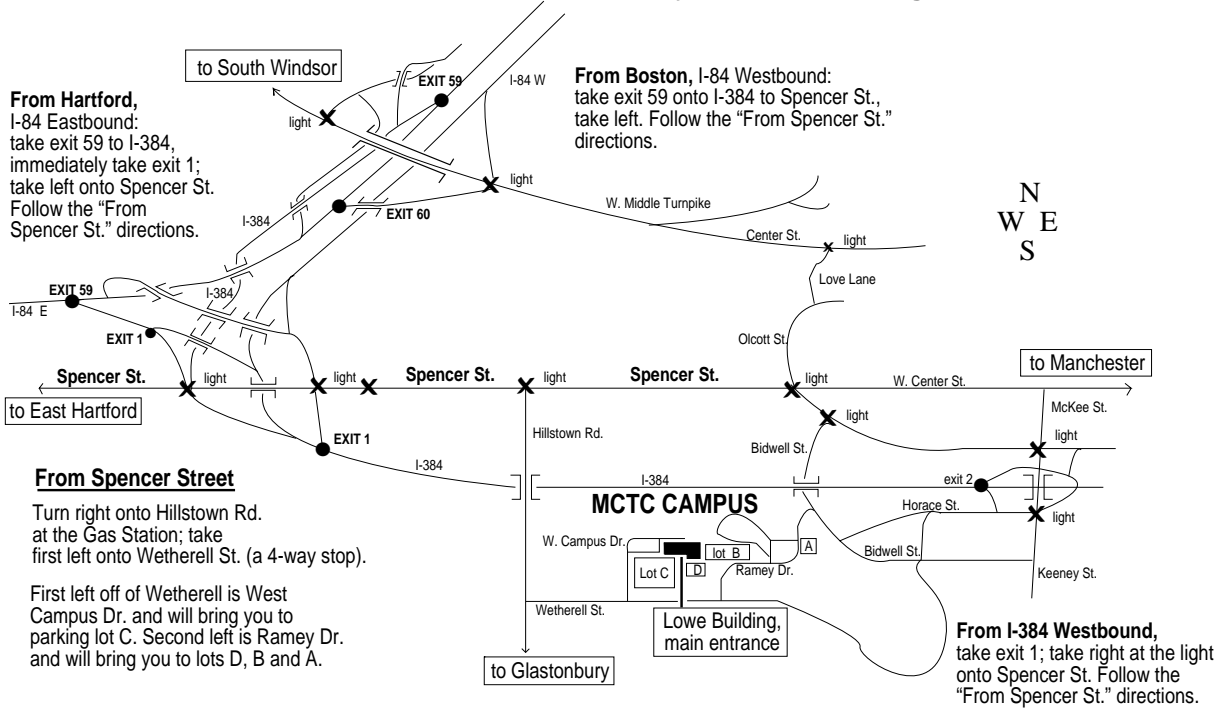 to South Windsor
EXIT 59
I-84 W
From Boston, I-84 Westbound:
take exit 59 onto I-384 to Spencer St.,
take left. Follow the “From Spencer St.”
directions.
From Hartford,
I-84 Eastbound:
take exit 59 to I-384,
immediately take exit 1;
take left onto Spencer St.
Follow the “From
Spencer St.” directions.
light
light
N
W E
S
W. Middle Turnpike
I-384
EXIT 60
Center St.
light
Love Lane
EXIT 59
I-384
I-84 E
EXIT 1
Olcott St.
to Manchester
Spencer St.
light
light
Spencer St.
light
Spencer St.
light
W. Center St.
to East Hartford
McKee St.
light
Hillstown Rd.
EXIT 1
Bidwell St.
light
I-384
I-384
exit 2
From Spencer Street
Turn right onto Hillstown Rd.
at the Gas Station; take
first left onto Wetherell St. (a 4-way stop).
First left off of Wetherell is West
Campus Dr. and will bring you to
parking lot C. Second left is Ramey Dr.
and will bring you to lots D, B and A.
MCTC CAMPUS
Horace St.
light
W. Campus Dr.
lot B
A
Bidwell St.
Lot C
D
Ramey Dr.
Keeney St.
Wetherell St.
Lowe Building,
main entrance
to Glastonbury
From I-384 Westbound,
take exit 1; take right at the light
onto Spencer St. Follow the
“From Spencer St.” directions.